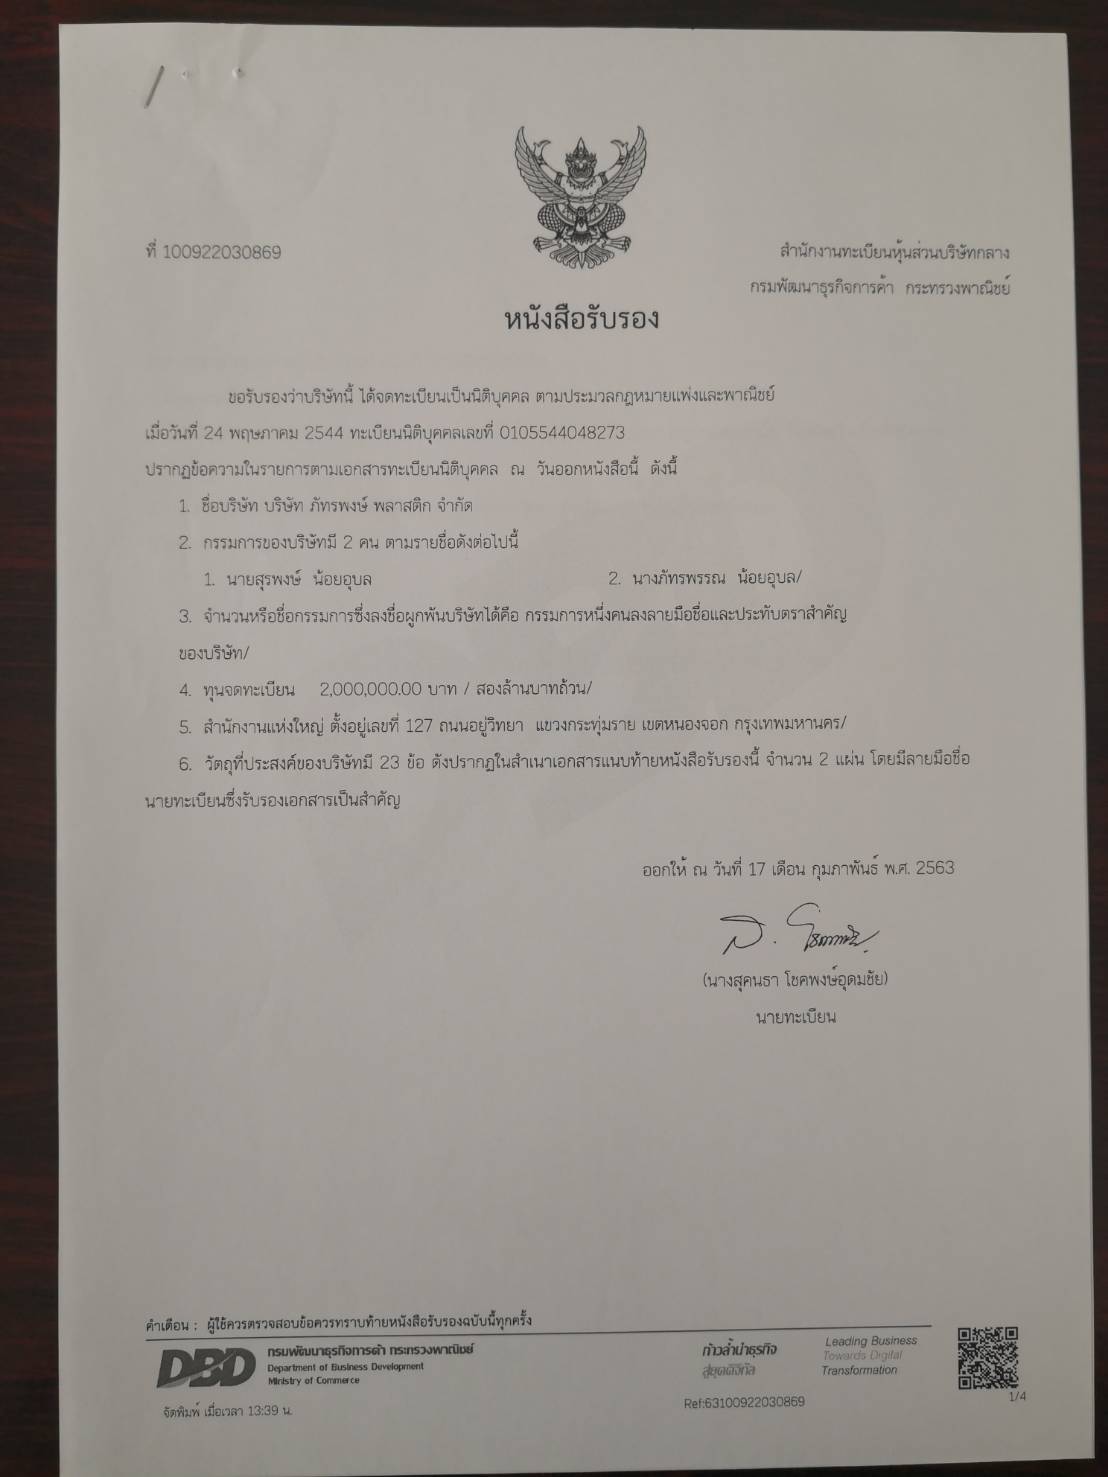 ที่ 100922030869
สำนักงานทะเบียนหุ้นส่วนบริษัทกลาง
กรมพัฒนาธุรกิจการค้า กระทรวงพาณิชย์
หนังสือรับรอง
ขอรับรองว่าบริษัทนี้ ได้จดทะเบียนเป็นนิติบุคคล ตามประมวลกฎหมายแพ่งและพาณิชย์
เมื่อวันที่ 24 พฤษภาคม 2544 ทะเบียนนิติบุคคลเลขที่ 0105544048273
ปรากฏข้อความในรายการตามเอกสารทะเบียนนิติบุคคล ณ วันออกหนังสือนี้ ดังนี้
1. ชื่อบริษัท บริษัท ภัทรพงษ์ พลาสติก จำกัด
2. กรรมการของบริษัทมี 2 คน ตามรายชื่อดังต่อไปนี้
1. นายสุรพงษ์ น้อยอุบล 2. นางภัทรพรรณ น้อยอุบล/
3. จำนวนหรือชื่อกรรมการซึ่งลงชื่อผูกพันบริษัทได้คือ กรรมการหนึ่งคนลงลายมือชื่อและประทับตราสำคัญ
ของบริษัท/
4. ทุนจดทะเบียน 2,000,000.00 บาท / สองล้านบาทถ้วน/
5. สำนักงานแห่งใหญ่ ตั้งอยู่เลขที่ 127 ถนนอยู่วิทยา แขวงกระทุ่มราย เขตหนองจอก กรุงเทพมหานคร/
6. วัตถุที่ประสงค์ของบริษัทมี 23 ข้อ ดังปรากฏในสำเนาเอกสารแนบท้ายหนังสือรับรองนี้ จำนวน 2 แผ่น โดยมีลายมือชื่อ
นายทะเบียนซึ่งรับรองเอกสารเป็นสำคัญ
ออกให้ ณ วันที่ 17 เดือน กุมภาพันธ์ พ.ศ. 2563
(นางสุคนธา โชคพงษ์อุดมชัย)
นายทะเบียน
คำเตือน : ผู้ใช้ควรตรวจสอบข้อควรทราบท้ายหนังสือรับรองฉบับนี้ทุกครั้ง
DBD
กรมพัฒนาธุรกิจการค้า กระทรวงพาณิชย์
Department of Business Development
Ministry of Commerce
ก้าวล้ำนำธุรกิจ
สู่ยุคดิจิทัล
Leading Business
Towards Digital
Transformation
จัดพิมพ์ เมื่อเวลา 13:39 น.
Ref:63100922030869
1/4